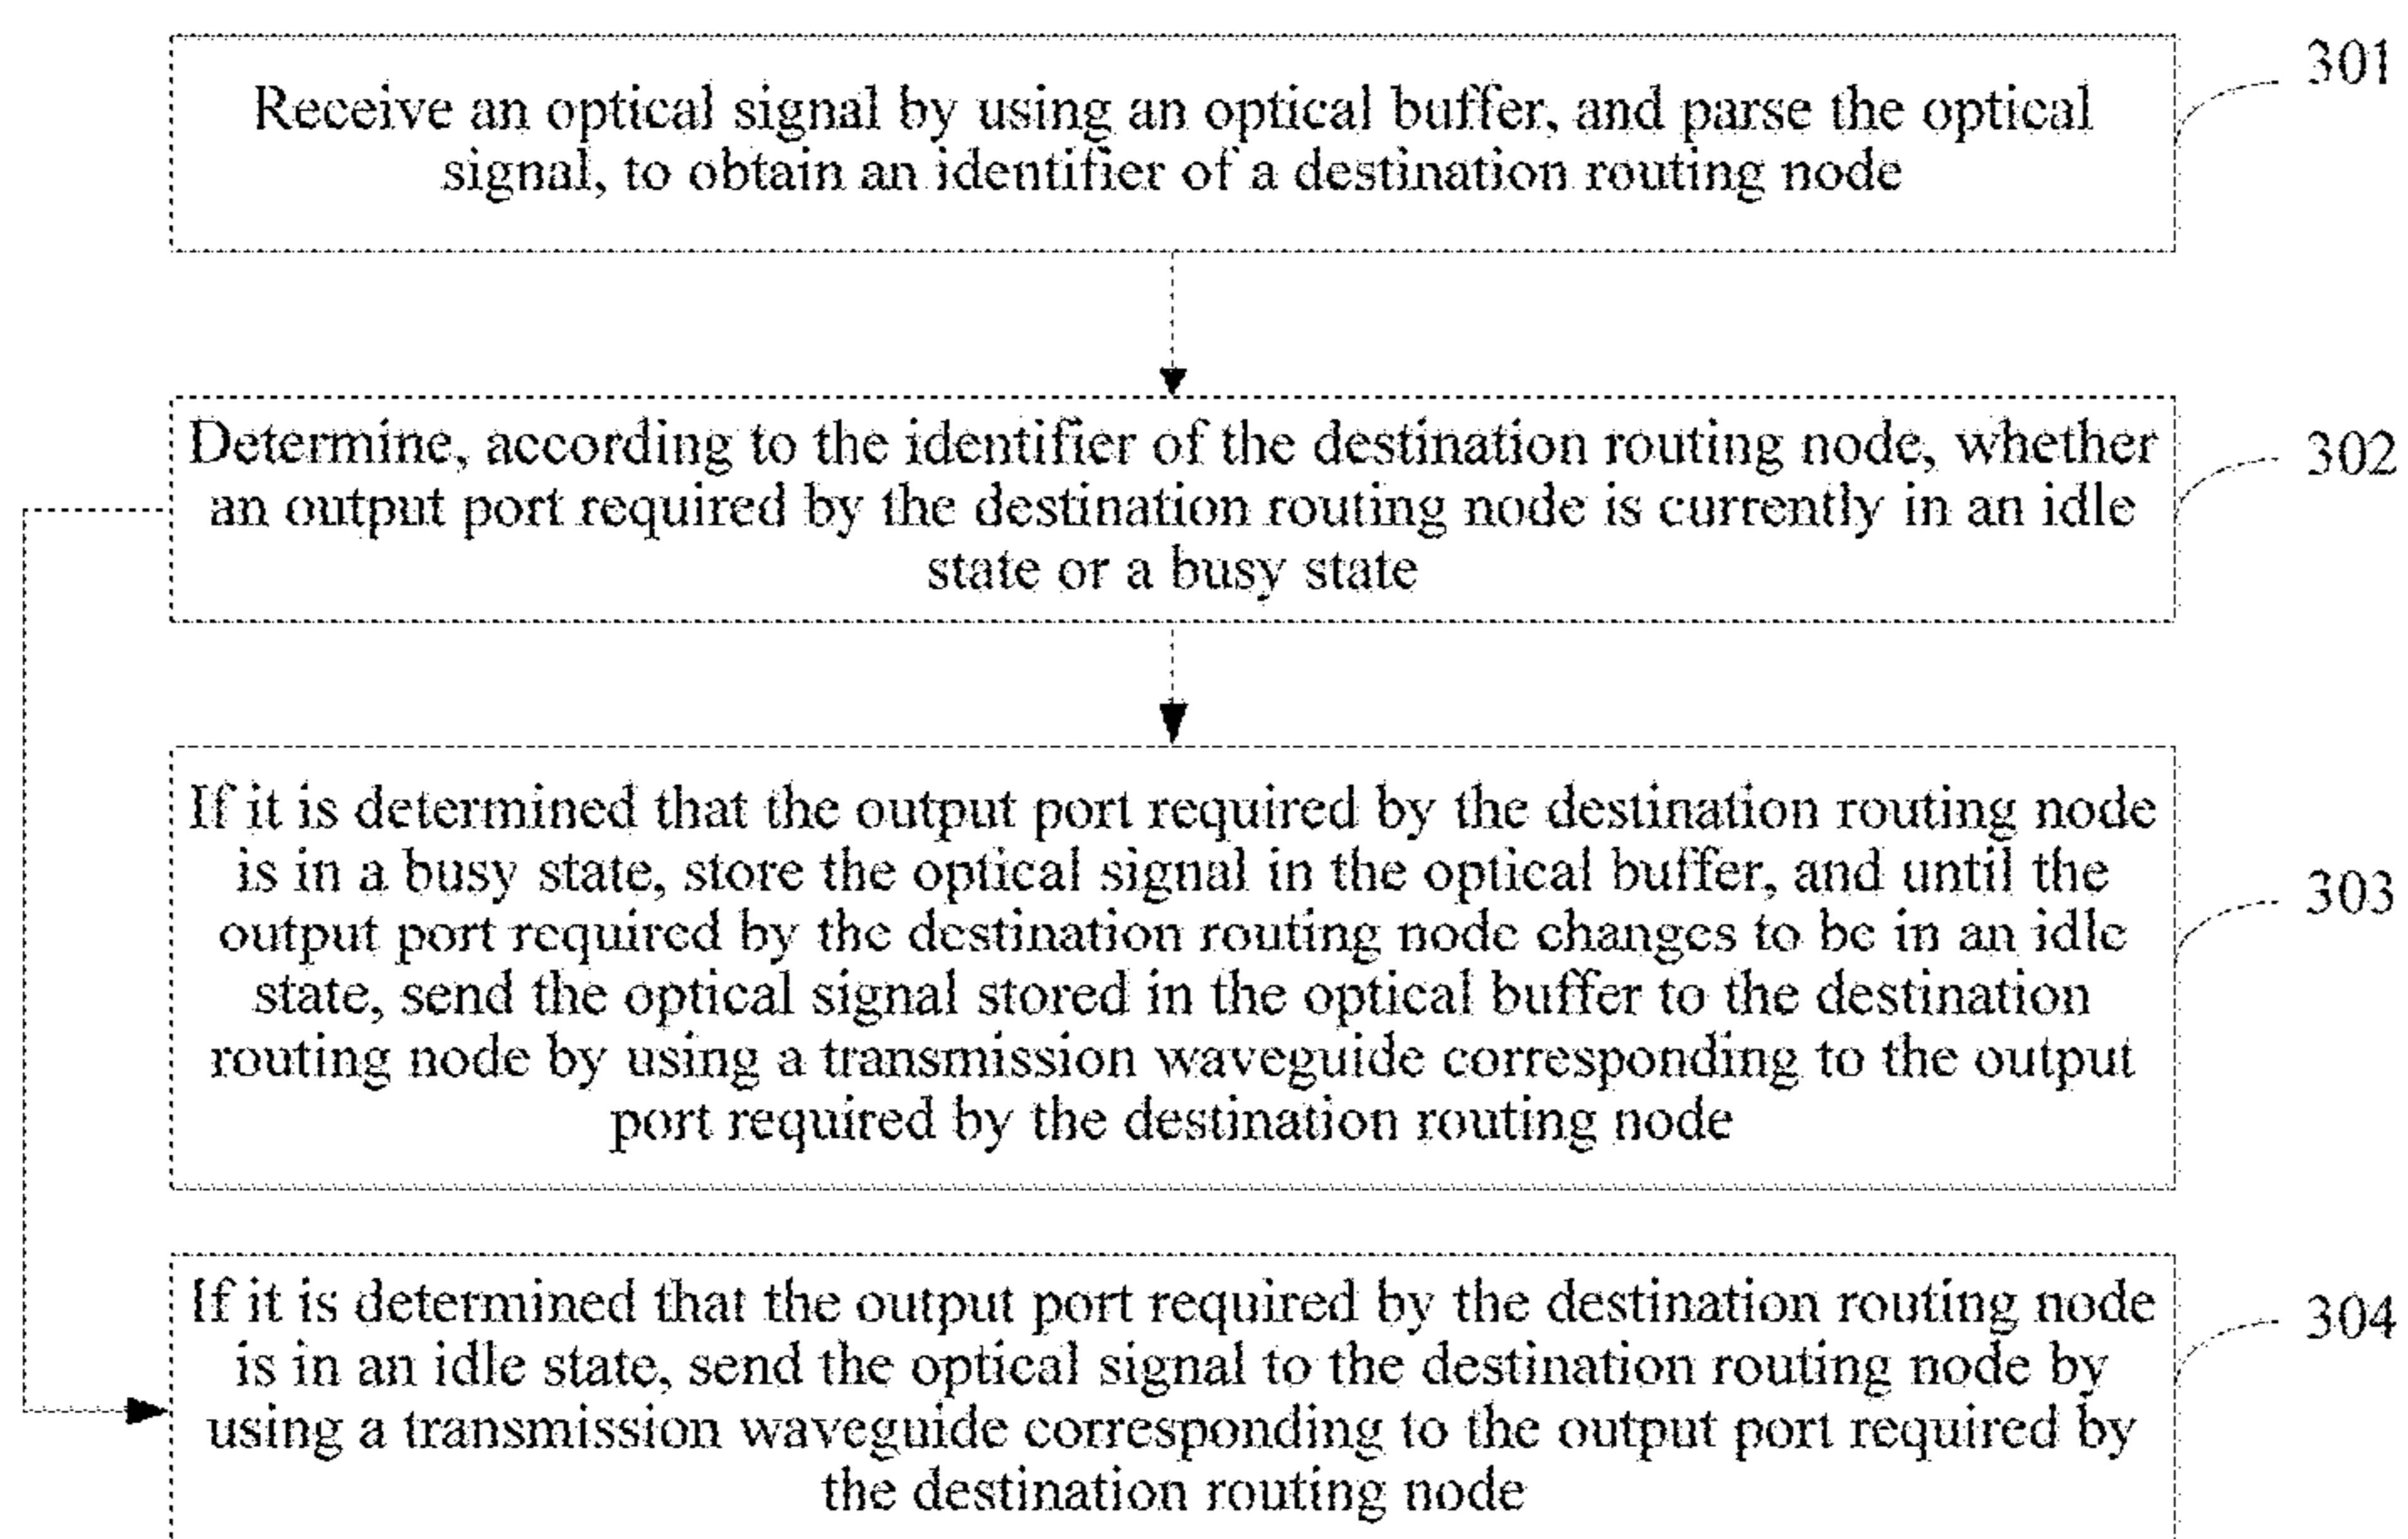 Receive an optical signal by using an optical buffer, and parse the optical
signal, to obtain an identifier of a destination routing node
301
Determine, according to the identifier of the destination routing node, whether
an output port required by the destination routing node is currently in an idle
state or a busy state
302
If it is determined that the output port required by the destination routing node
is in a busy state, store the optical signal in the optical buffer, and until the
output port required by the destination routing node changes to be in an idle
state, send the optical signal stored in the optical buffer to the destination
routing node by using a transmission waveguide corresponding to the output
port required by the destination routing node
303
If it is determined that the output port required by the destination routing node
is in an idle state, send the optical signal to the destination routing node by
using a transmission waveguide corresponding to the output port required by
the destination routing node
304